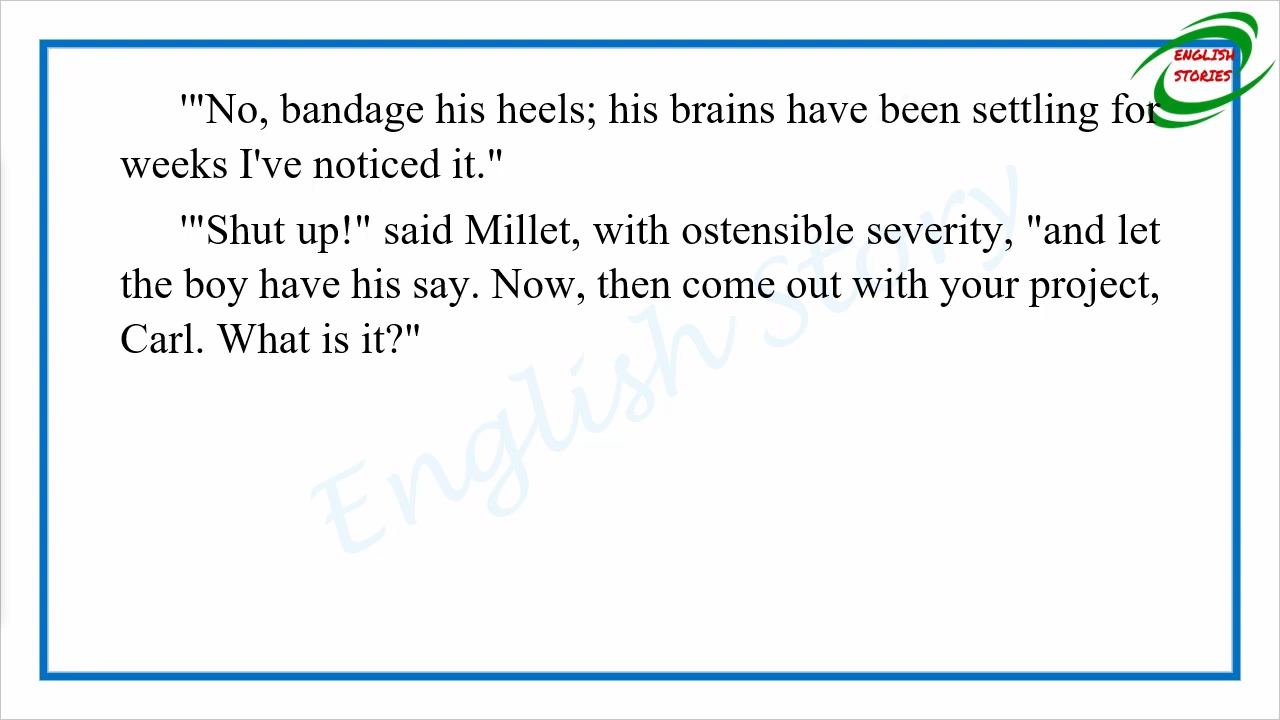 ENGLISH
STORIES
'"No, bandage his heels; his brains have been settling for
weeks I've noticed it."
'"Shut up!" said Millet, with ostensible severity, "and let
the boy have his say. Now, then come out with your project,
Carl. What is it?"
English Story